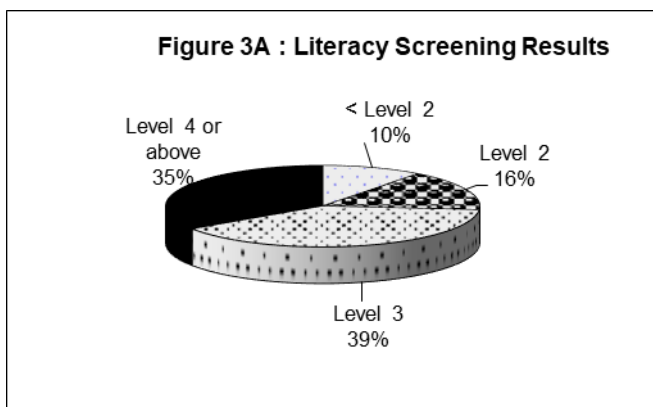 Figure 3A : Literacy Screening Results
< Level 2
10%
Level 2
16%
Level 4 or
above
35%
Level 3
39%